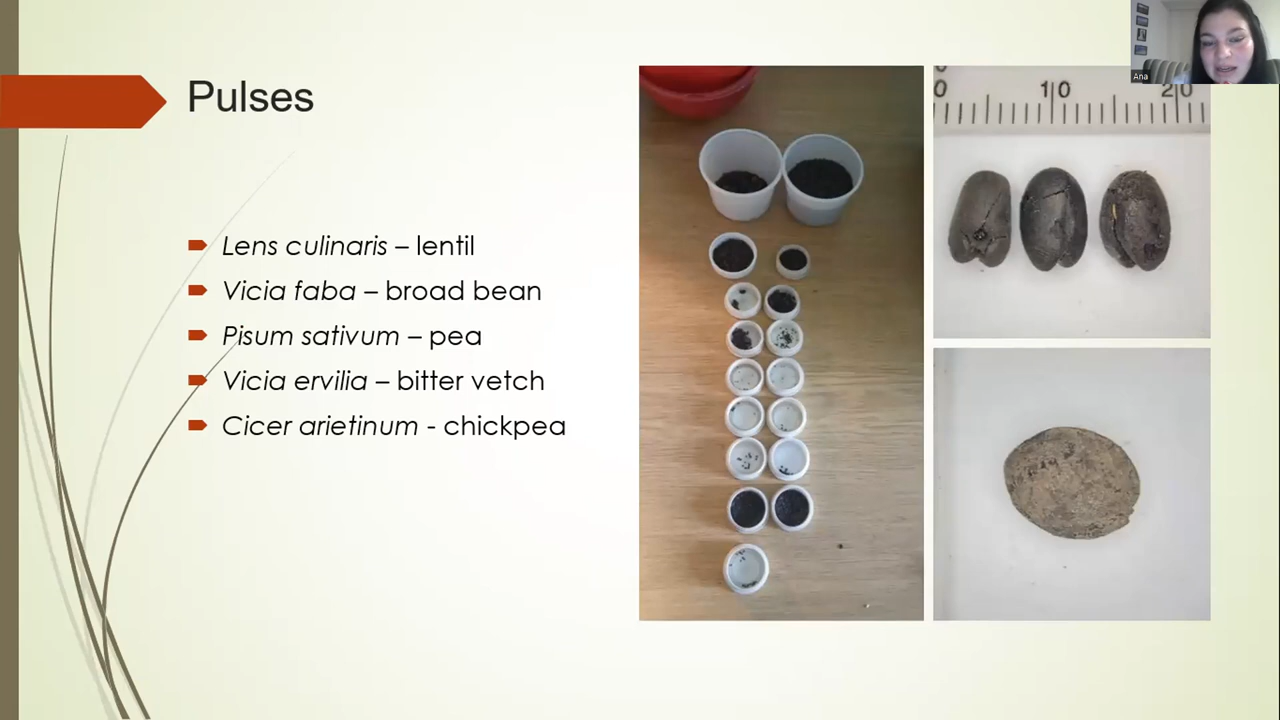 Pulses
Lens culinaris – lentil
Vicia faba – broad bean
Pisum sativum – pea
Vicia ervilia – bitter vetch
Cicer arietinum - chickpea
0 10 20
Ana